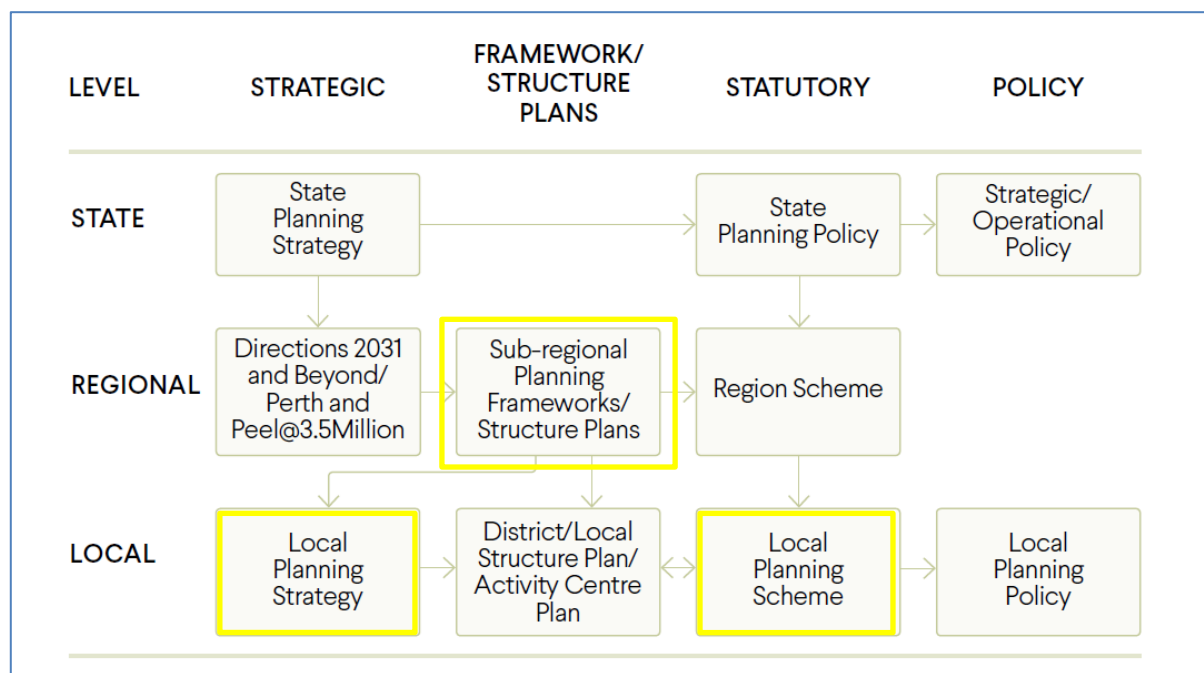 LEVEL
STRATEGIC
FRAMEWORK/
STRUCTURE
PLANS
STATUTORY
POLICY
STATE
State
Planning
Strategy
State
Planning Policy
Strategic/
Operational
Policy
REGIONAL
Directions 2031
and Beyond/
Perth and
Peel@3.5Million
Sub-regional
Planning
Frameworks/
Structure Plans
Region Scheme
LOCAL
Local
Planning
Strategy
District/Local
Structure Plan/
Activity Centre
Plan
Local
Planning
Scheme
Local
Planning
Policy